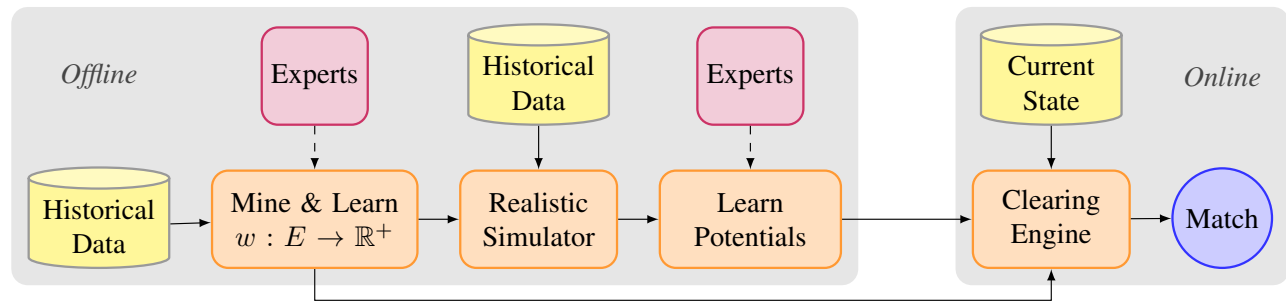 Offline
Experts
Historical
Data
Experts
Current
State
Online
Historical
Data
Mine & Learn
w : E → ℝ⁺
Realistic
Simulator
Learn
Potentials
Clearing
Engine
Match